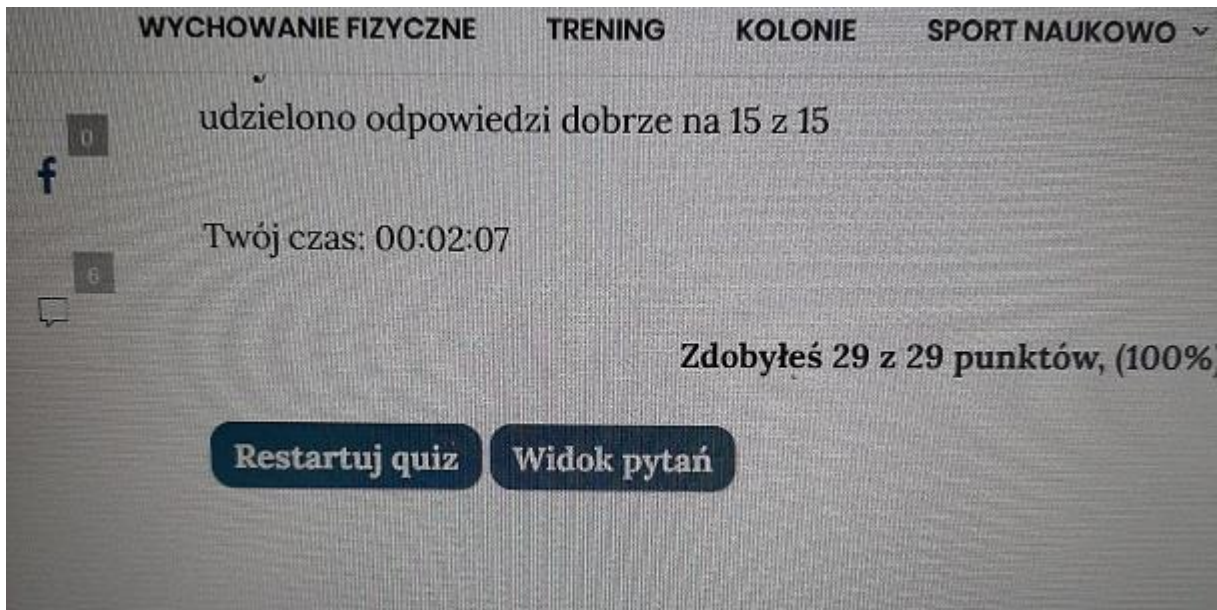 WYCHOWANIE FIZYCZNE TRENING KOLONIE SPORT NAUKOWO
udzielono odpowiedzi dobrze na 15 z 15
0
f
Twój czas: 00:02:07
6
Zdobyłeś 29 z 29 punktów, (100%)
Restartuj quiz Widok pytań